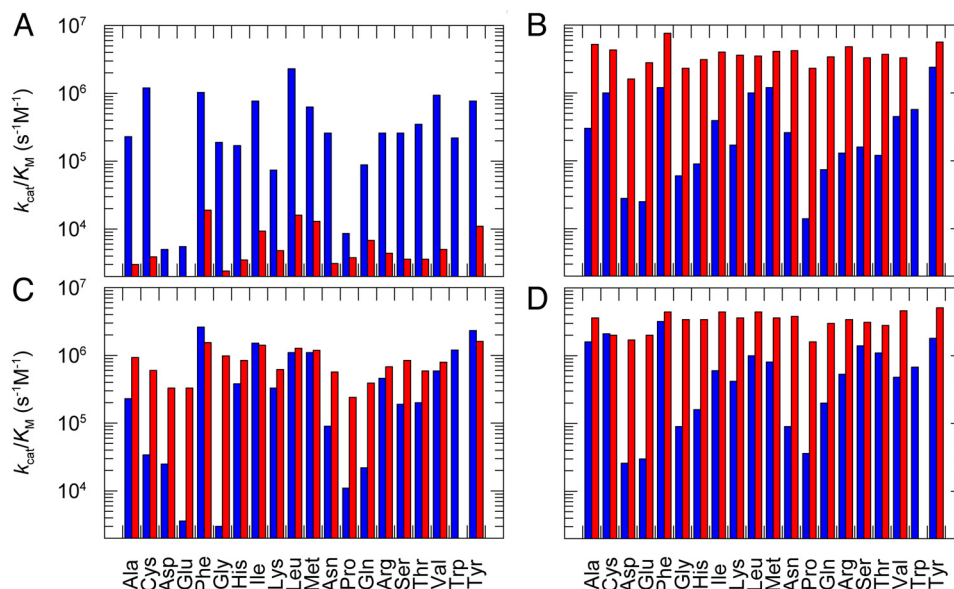 A
B
10⁷
10⁶
10⁵
10⁴
kcat/KM (s⁻¹M⁻¹)
C
D
10⁷
10⁶
10⁵
10⁴
kcat/KM (s⁻¹M⁻¹)
Ala Cys Asp Glu Phe Gly His Ile Lys Leu Met Asn Pro Gln Arg Ser Thr Val Trp Tyr
Ala Cys Asp Glu Phe Gly His Ile Lys Leu Met Asn Pro Gln Arg Ser Thr Val Trp Tyr